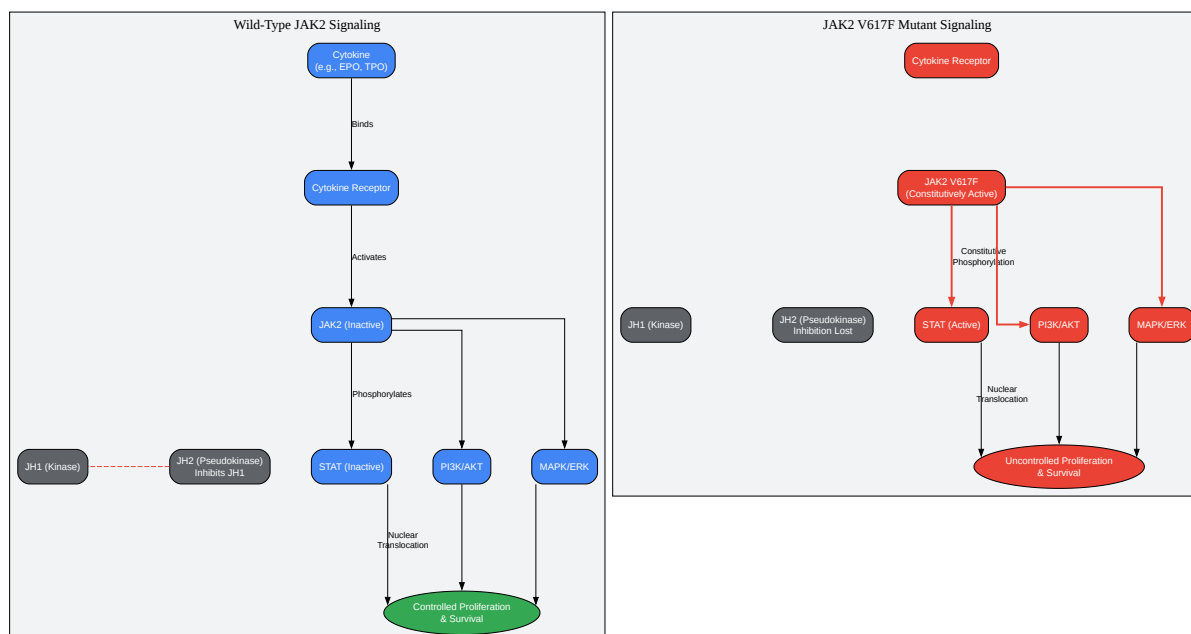 Wild-Type JAK2 Signaling
Cytokine
(e.g., EPO, TPO)
Binds
Cytokine Receptor
Activates
JAK2 (Inactive)
Phosphorylates
JH1 (Kinase)
JH2 (Pseudokinase)
Inhibits JH1
STAT (Inactive)
PI3K/AKT
MAPK/ERK
Nuclear
Translocation
Controlled Proliferation
& Survival
JAK2 V617F Mutant Signaling
Cytokine Receptor
JAK2 V617F
(Constitutively Active)
Constitutive
Phosphorylation
JH1 (Kinase)
JH2 (Pseudokinase)
Inhibition Lost
STAT (Active)
PI3K/AKT
MAPK/ERK
Nuclear
Translocation
Uncontrolled Proliferation
& Survival